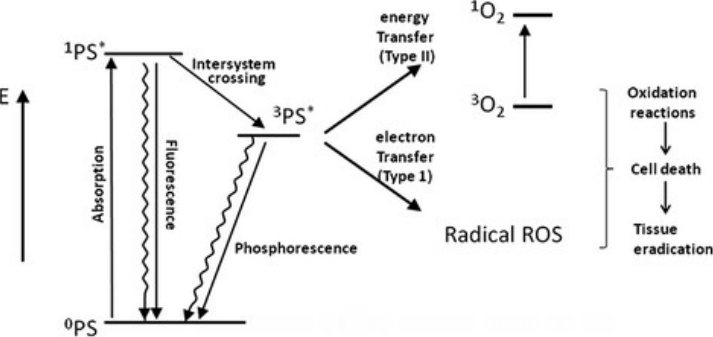 E
¹PS*
Absorption
Fluorescence
⁰PS
Intersystem
crossing
³PS*
Phosphorescence
energy
Transfer
(Type II)
electron
Transfer
(Type 1)
¹O₂
³O₂
Radical ROS
Oxidation
reactions
Cell death
Tissue
eradication